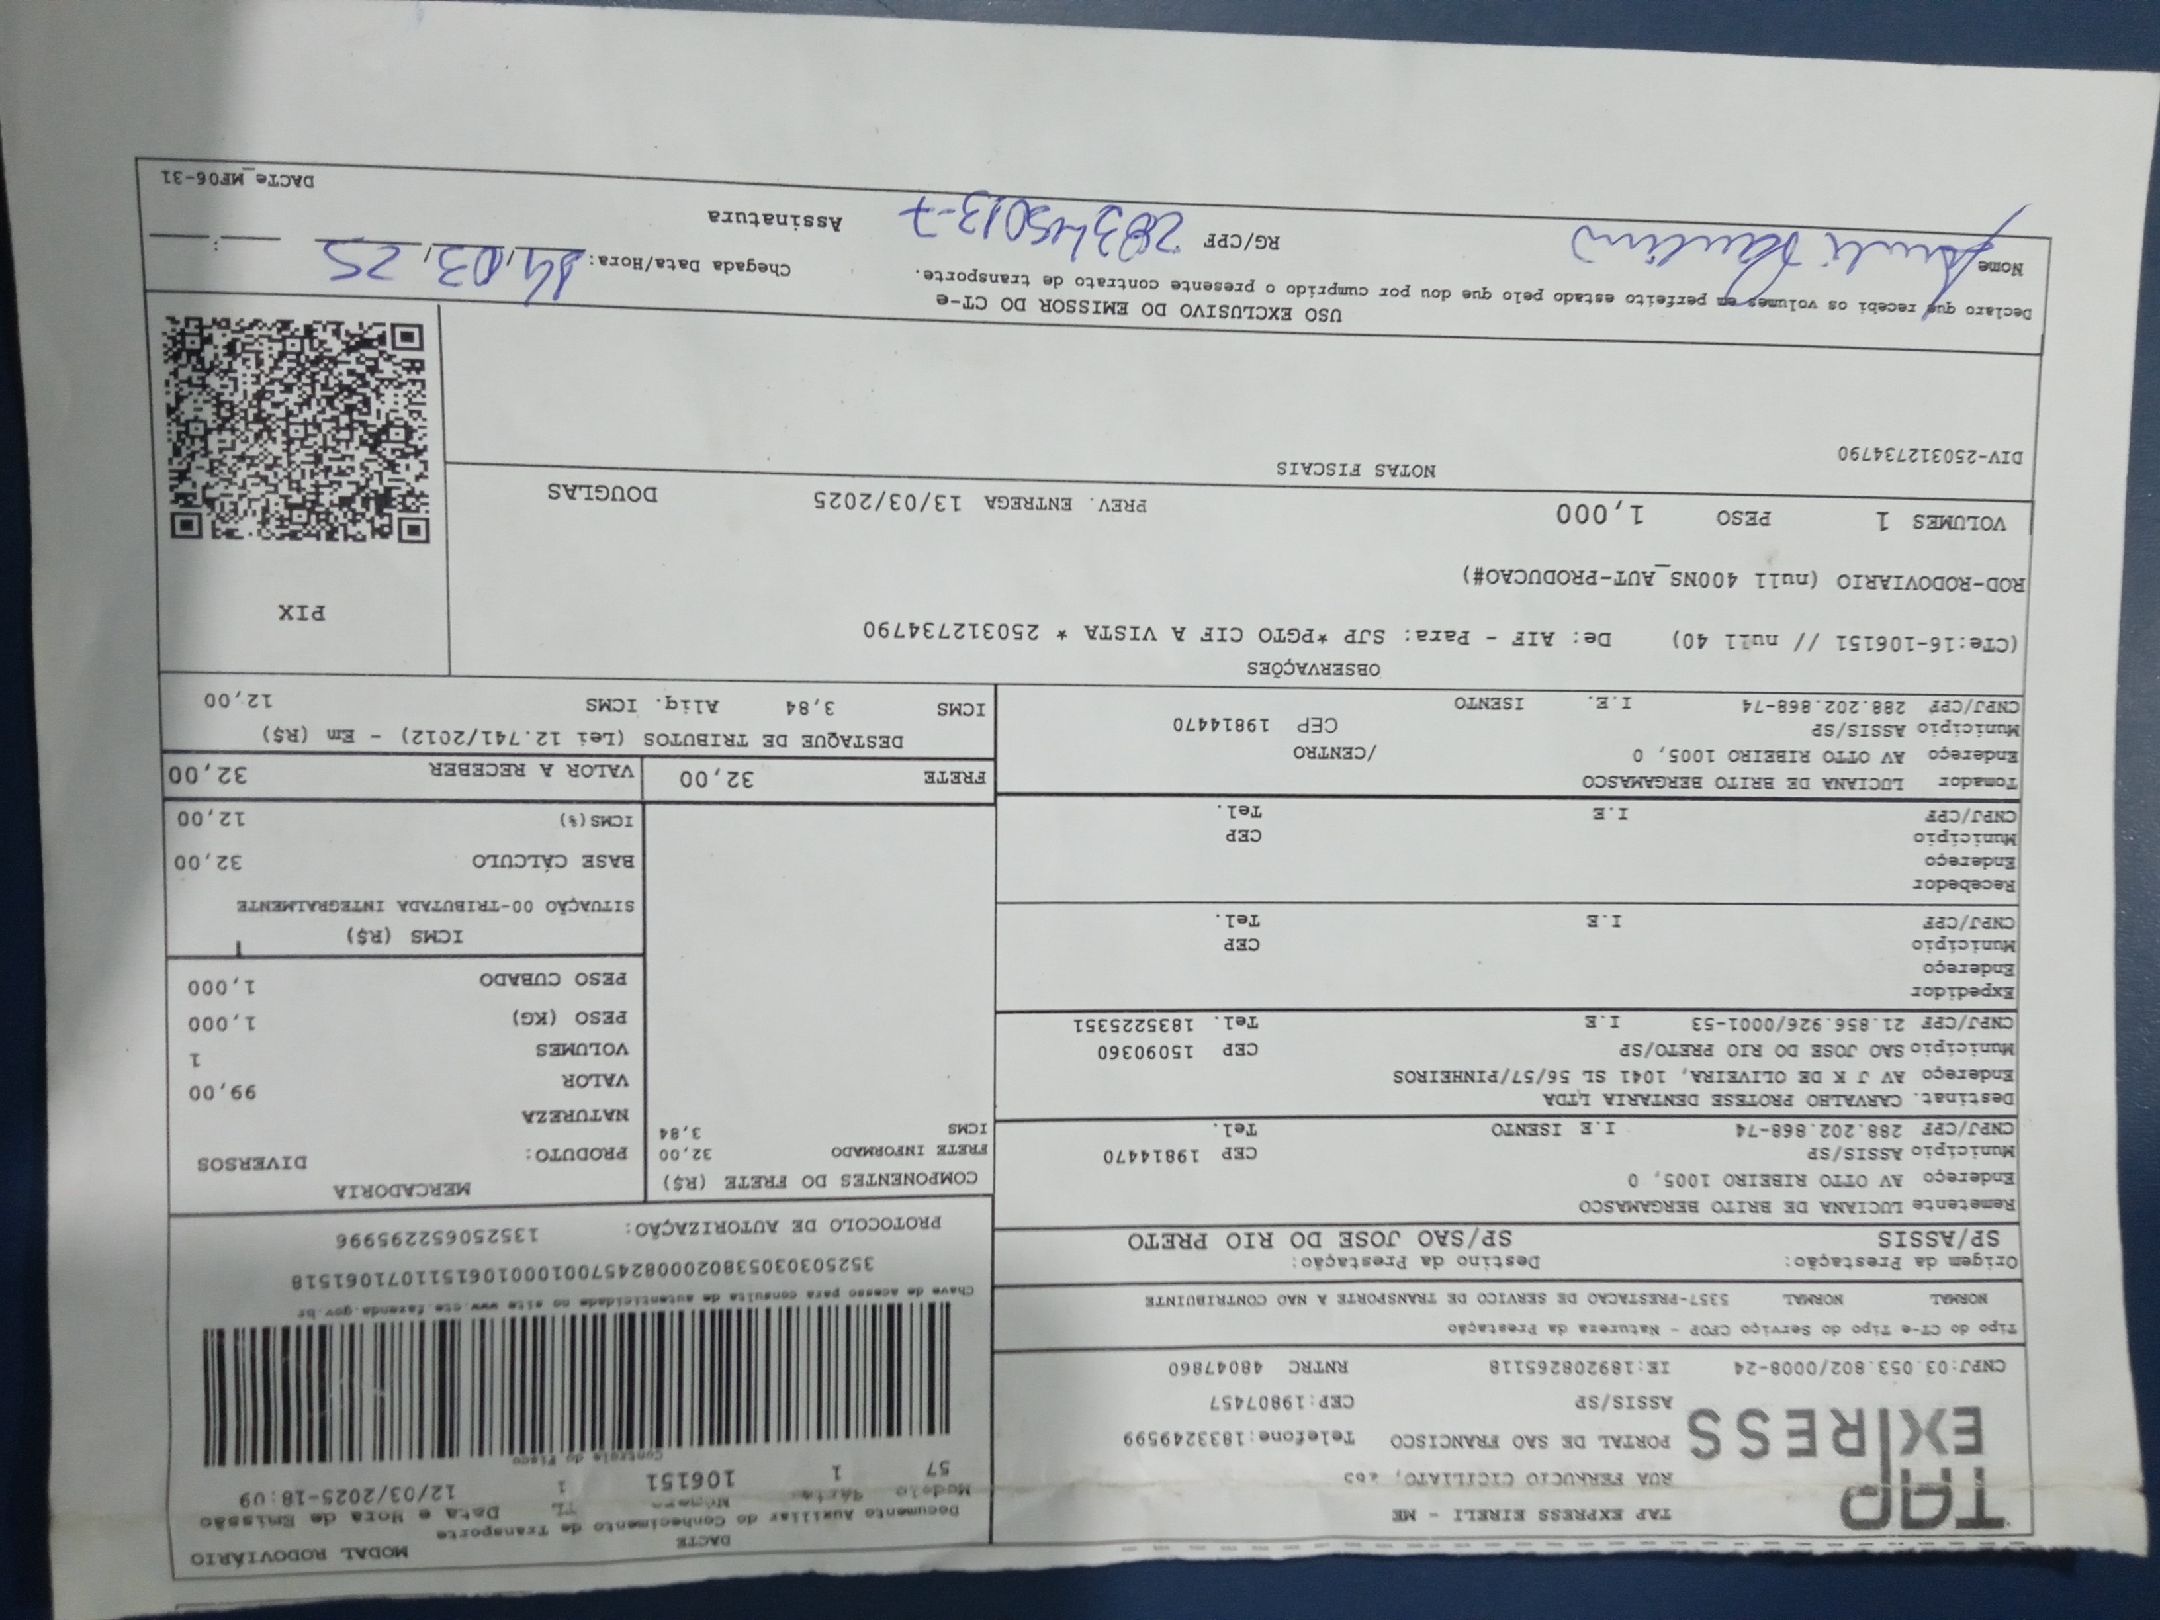 TAP
EXPRESS
TAP EXPRESS EIRELI - ME
RUA FERRUCIO CICILIATO,
PORTAL DE SAO FRANCISCO Telefone:1833249599
ASSIS/SP CEP:19807457
CNPJ:03.053.802/0008-24 IE:189208265118 RNTRC 48047860
DACTE MODAL RODOVIÁRIO
Documento Auxiliar do Conhecimento de Transporte
Modelo Série Número FL Data e Hora de Emissão
57 1 106151 1 12/03/2025-18:09
Controle do Fisco
Chave de acesso para consulta de autenticidade no site www.cte.fazenda.gov.br
35250303053802000824570010001061511107106151 8
PROTOCOLO DE AUTORIZAÇÃO: 135250652295996
Tipo do CT-e Tipo do Serviço CFOP - Natureza da Prestação
NORMAL NORMAL 5357-PRESTACAO DE SERVICO DE TRANSPORTE A NAO CONTRIBUINTE
Origem da Prestação: Destino da Prestação:
SP/ASSIS SP/SAO JOSE DO RIO PRETO
Remetente LUCIANA DE BRITO BERGAMASCO
Endereço AV OTTO RIBEIRO 1005, 0
Município ASSIS/SP CEP 19814470
CNPJ/CPF 288.202.868-74 I.E ISENTO Tel.
Destinat. CARVALHO PROTESE DENTARIA LTDA
Endereço AV J K DE OLIVEIRA, 1041 SL 56/57/PINHEIROS
Município SAO JOSE DO RIO PRETO/SP CEP 15090360
CNPJ/CPF 21.856.926/0001-53 I.E Tel. 1835225351
Expedidor
Endereço
Município CEP
CNPJ/CPF I.E Tel.
Recebedor
Endereço
Município CEP
CNPJ/CPF I.E Tel.
Tomador LUCIANA DE BRITO BERGAMASCO
Endereço AV OTTO RIBEIRO 1005, 0 /CENTRO
Município ASSIS/SP CEP 19814470
CNPJ/CPF 288.202.868-74 I.E. ISENTO
COMPONENTES DO FRETE (R$)
FRETE INFORMADO 32,00
ICMS 3,84
MERCADORIA
PRODUTO: DIVERSOS
NATUREZA
VALOR 99,00
VOLUMES 1
PESO (KG) 1,000
PESO CUBADO 1,000
ICMS (R$)
SITUAÇÃO 00-TRIBUTADA INTEGRALMENTE
BASE CÁLCULO 32,00
ICMS(%) 12,00
FRETE 32,00 VALOR A RECEBER 32,00
DESTAQUE DE TRIBUTOS (Lei 12.741/2012) - Em (R$)
ICMS 3,84 Aliq. ICMS 12,00
OBSERVAÇÕES
(CTe:16-106151 // null 40) De: AIF - Para: SJP *PGTO CIF A VISTA * 250312734790
ROD-RODOVIARIO (null 400NS_AUT-PRODUCAO#)
VOLUMES 1 PESO 1,000 PREV. ENTREGA 13/03/2025 DOUGLAS
PIX
NOTAS FISCAIS
DIV-250312734790
USO EXCLUSIVO DO EMISSOR DO CT-e
Declaro que recebi os volumes em perfeito estado pelo que dou por cumprido o presente contrato de transporte.
Chegada Data/Hora: 14/03/25 :
Nome RG/CPF 28345013-7 Assinatura
DACTe_MF06-31